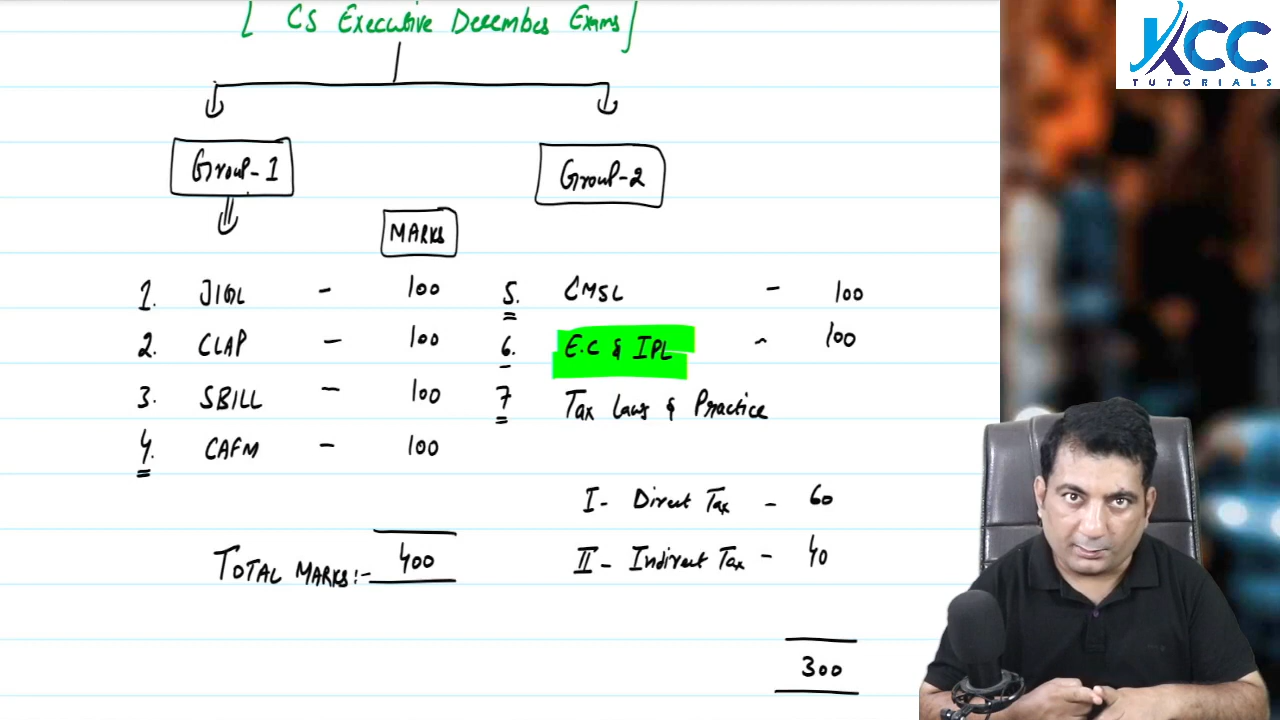 [ CS Executive December Exams ]
Group-1
Group-2
MARKS
1. JIGL - 100
2. CLAP - 100
3. SBILL - 100
4. CAFM - 100
TOTAL MARKS:- 400
5. CMSL - 100
6. E.C & IPL - 100
7 Tax Laws & Practice
I - Direct Tax - 60
II - Indirect Tax - 40
300
KCC
TUTORIALS